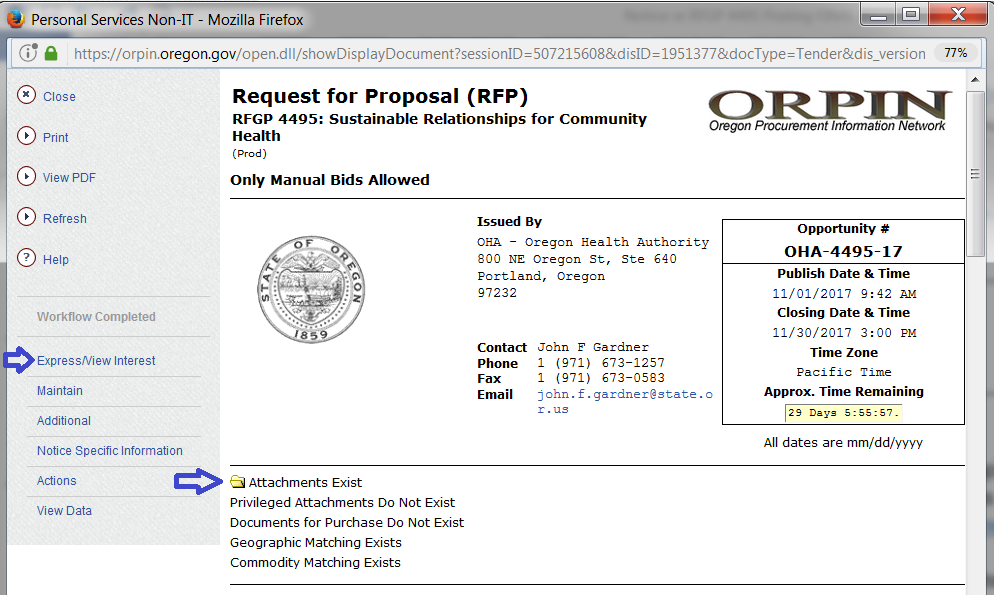 Personal Services Non-IT - Mozilla Firefox
https://orpin.oregon.gov/open.dll/showDisplayDocument?sessionID=507215608&disID=1951377&docType=Tender&dis_version
77%
Close
Print
View PDF
Refresh
Help
Workflow Completed
Express/View Interest
Maintain
Additional
Notice Specific Information
Actions
View Data
Request for Proposal (RFP)
RFGP 4495: Sustainable Relationships for Community
Health
(Prod)
Only Manual Bids Allowed
ORPIN
Oregon Procurement Information Network
STATE OF OREGON
1859
Issued By
OHA - Oregon Health Authority
800 NE Oregon St, Ste 640
Portland, Oregon
97232
Contact John F Gardner
Phone 1 (971) 673-1257
Fax 1 (971) 673-0583
Email john.f.gardner@state.o
r.us
Opportunity #
OHA-4495-17
Publish Date & Time
11/01/2017 9:42 AM
Closing Date & Time
11/30/2017 3:00 PM
Time Zone
Pacific Time
Approx. Time Remaining
29 Days 5:55:57.
All dates are mm/dd/yyyy
Attachments Exist
Privileged Attachments Do Not Exist
Documents for Purchase Do Not Exist
Geographic Matching Exists
Commodity Matching Exists